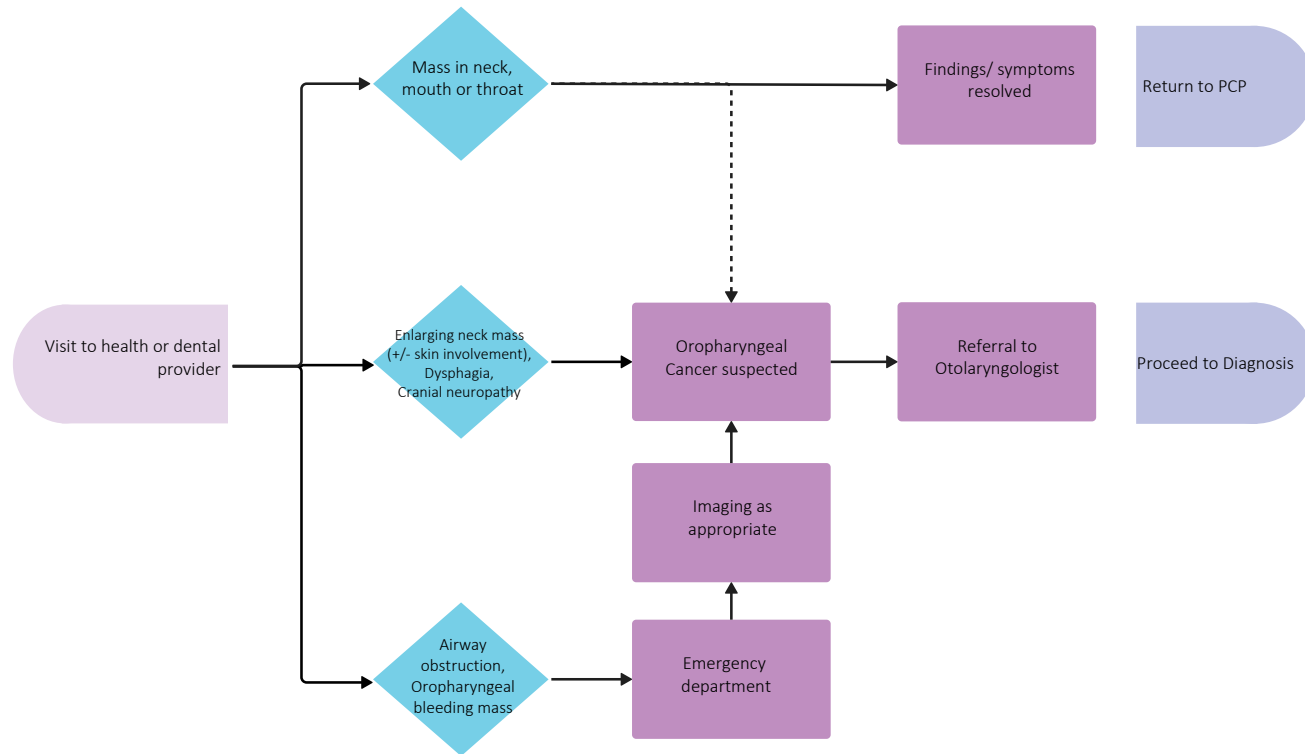 Mass in neck,
mouth or throat
Findings/ symptoms
resolved
Return to PCP
Visit to health or dental
provider
Enlarging neck mass
(+/- skin involvement),
Dysphagia,
Cranial neuropathy
Oropharyngeal
Cancer suspected
Referral to
Otolaryngologist
Proceed to Diagnosis
Imaging as
appropriate
Airway
obstruction,
Oropharyngeal
bleeding mass
Emergency
department